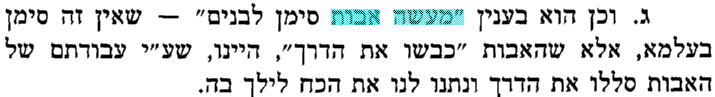 ג. וכן הוא בענין "מעשה אבות סימן לבנים" — שאין זה סימן
בעלמא, אלא שהאבות "כבשו את הדרך", היינו, שע"י עבודתם של
האבות סללו את הדרך ונתנו לנו את הכח לילך בה.